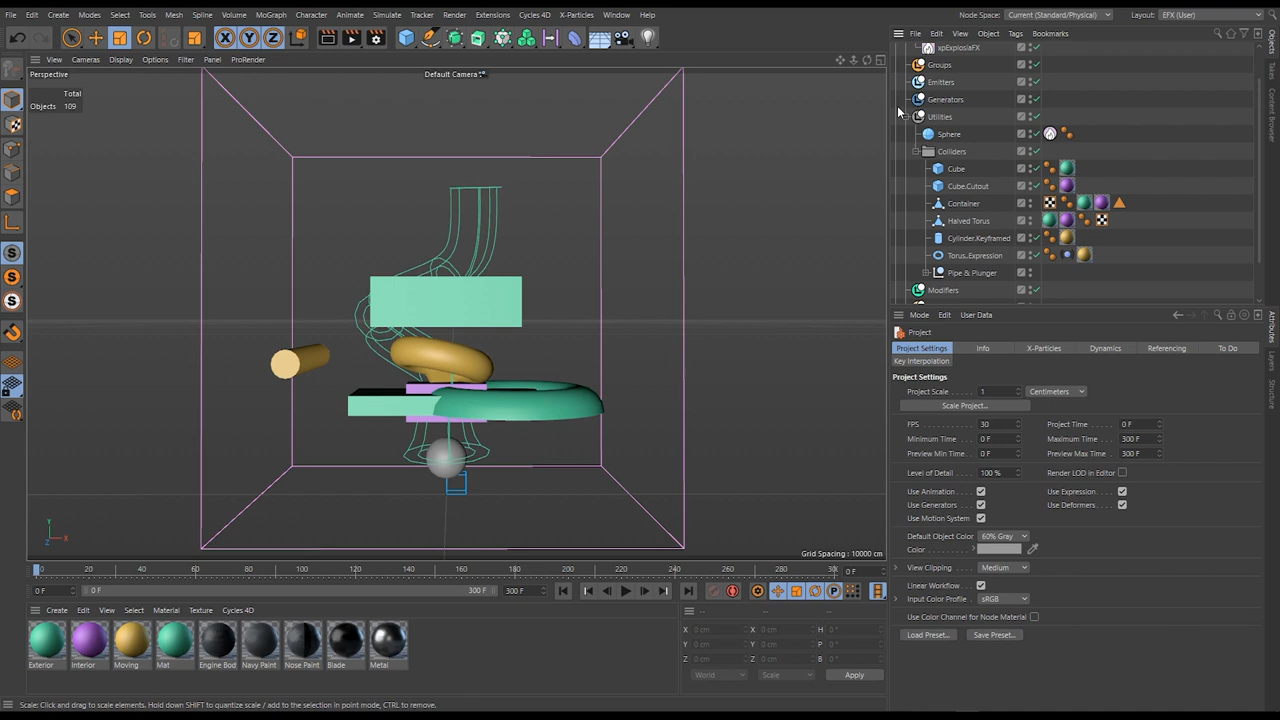 File Edit Create Modes Select Tools Mesh Spline Volume MoGraph Character Animate Simulate Tracker Render Extensions Cycles 4D X-Particles Window Help Node Space: Current (Standard/Physical) Layout: EFX (User)
X Y Z
File Edit View Object Tags Bookmarks
View Cameras Display Options Filter Panel ProRender
Perspective Default Camera
Total
Objects 109
xpExplosiaFX
Groups
Emitters
Generators
Utilities
Sphere
Colliders
Cube
Cube.Cutout
Container
Halved Torus
Cylinder.Keyframed
Torus.Expression
Pipe & Plunger
Modifiers
Objects
Takes
Content Browser
Attributes
Layers
Structure
Mode Edit User Data
Project
Project Settings Info X-Particles Dynamics Referencing To Do
Key Interpolation
Project Settings
Project Scale 1 Centimeters
Scale Project...
FPS 30 Project Time 0 F
Minimum Time 0 F Maximum Time 300 F
Preview Min Time 0 F Preview Max Time 300 F
Level of Detail 100 % Render LOD in Editor
Use Animation Use Expression
Use Generators Use Deformers
Use Motion System
Default Object Color 60% Gray
Color
View Clipping Medium
Linear Workflow
Input Color Profile sRGB
Use Color Channel for Node Material
Load Preset... Save Preset...
Y
Z X
Grid Spacing : 10000 cm
0 20 40 60 80 100 120 140 160 180 200 220 240 260 280 30 0 F
0 F 0 F 300 F 300 F
P
Create Edit View Select Material Texture Cycles 4D
Exterior Interior Moving Mat Engine Bod Navy Paint Nose Paint Blade Metal
-- -- --
X 0 cm X 0 cm H 0 °
Y 0 cm Y 0 cm P 0 °
Z 0 cm Z 0 cm B 0 °
World Scale Apply
Scale: Click and drag to scale elements. Hold down SHIFT to quantize scale / add to the selection in point mode, CTRL to remove.